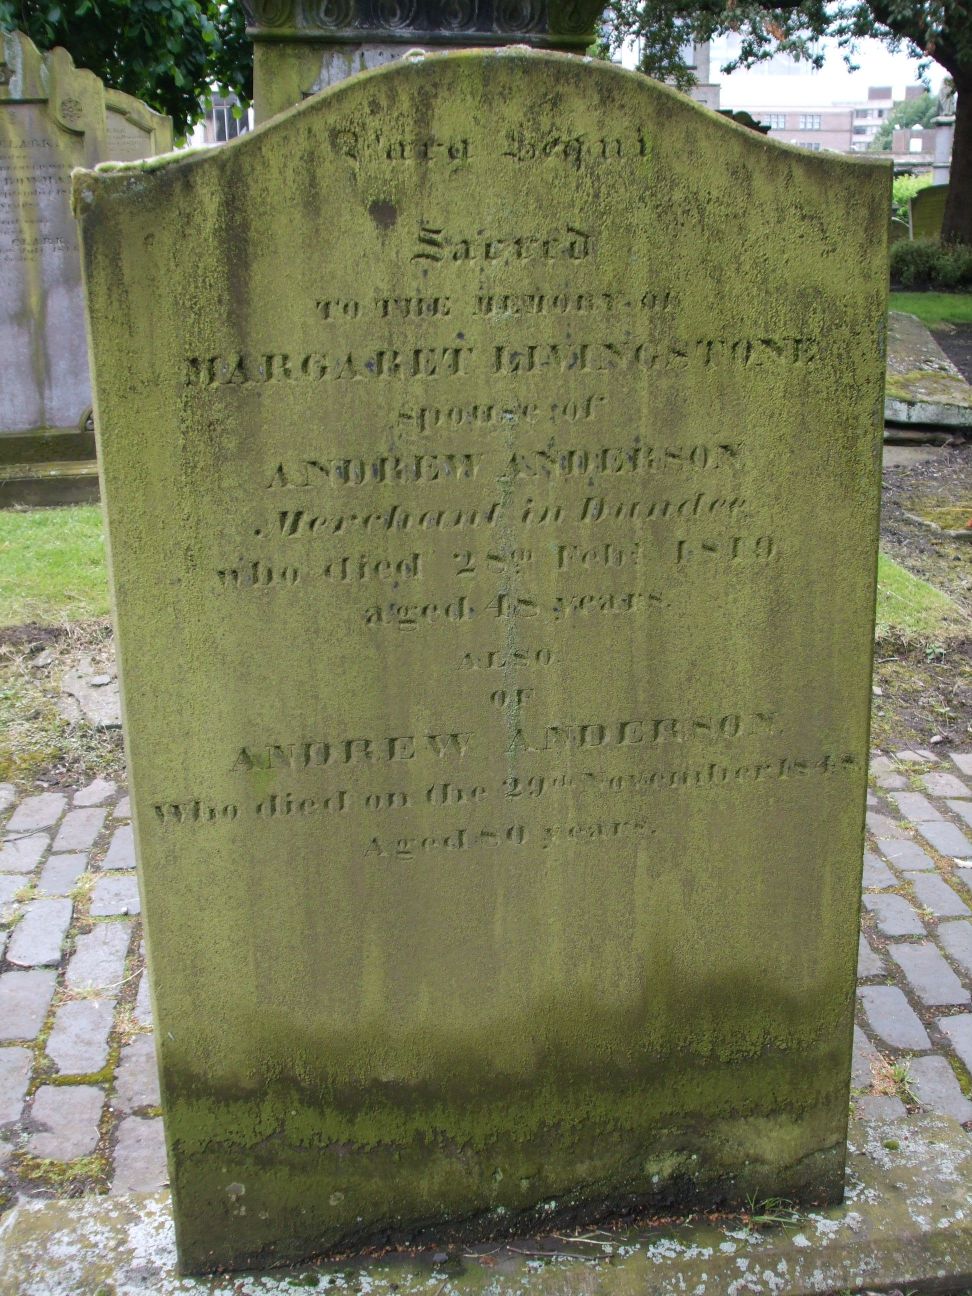 Sacred
TO THE MEMORY OF
MARGARET LIVINGSTONE
spouse of
ANDREW ANDERSON
Merchant in Dundee
who died 28th Feby 1819.
aged 48 years.
ALSO
OF
ANDREW ANDERSON.
Who died on the 29th November 1848
Aged 80 years.